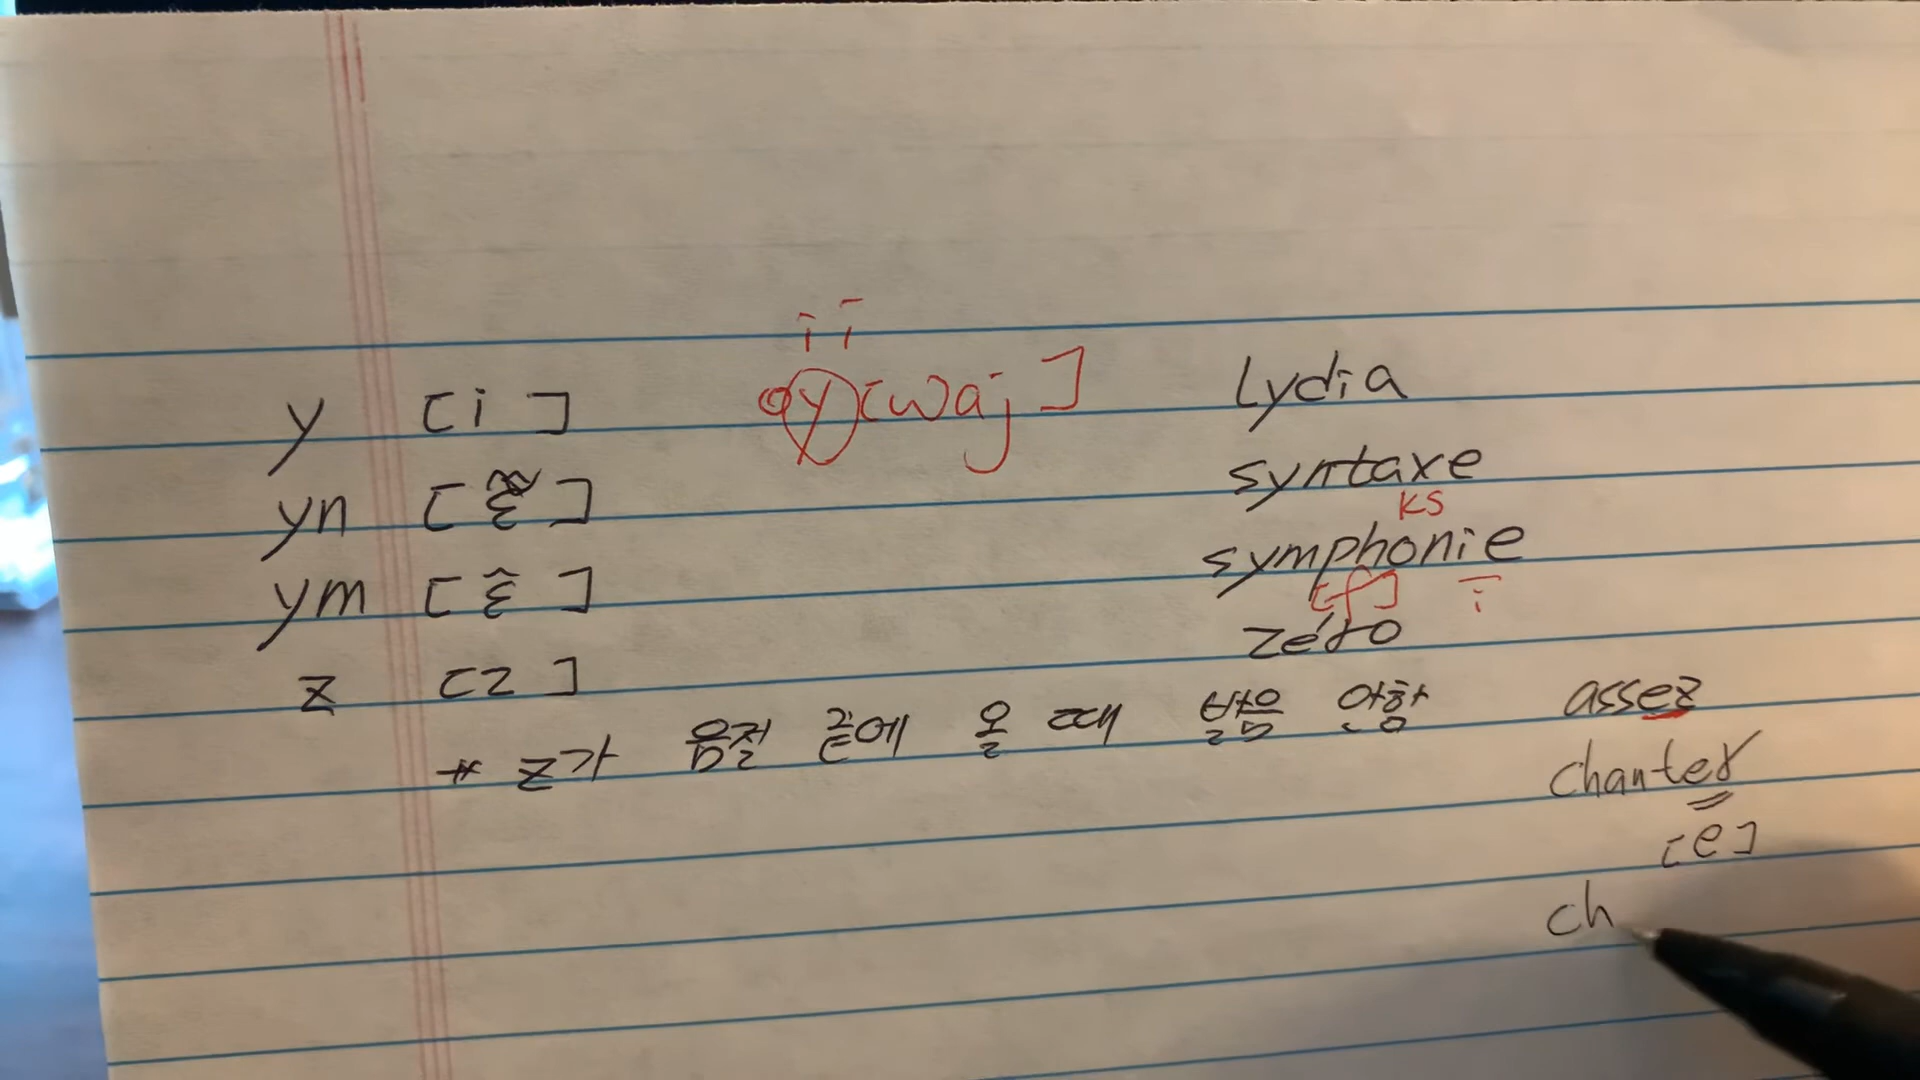 i i
y [i] oy [waj] Lydia
yn [ɛ̃] syntaxe
ks
ym [ɛ̃] symphonie
[f] i
z [z] zéro
* z가 음절 끝에 올 때 발음 안함 assez
chanter
[e]
ch